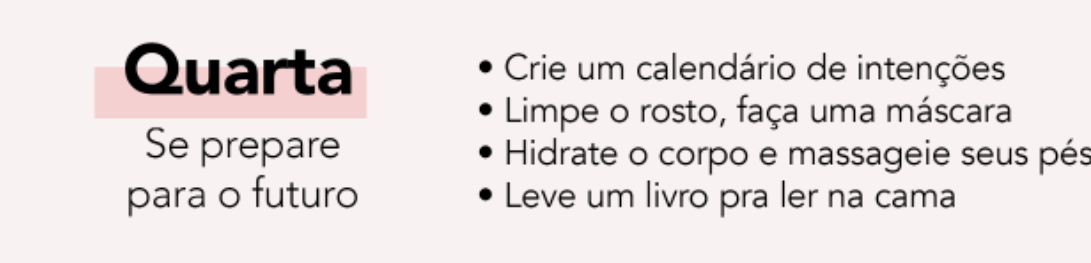 Quarta
Se prepare
para o futuro
• Crie um calendário de intenções
• Limpe o rosto, faça uma máscara
• Hidrate o corpo e massageie seus pés
• Leve um livro pra ler na cama